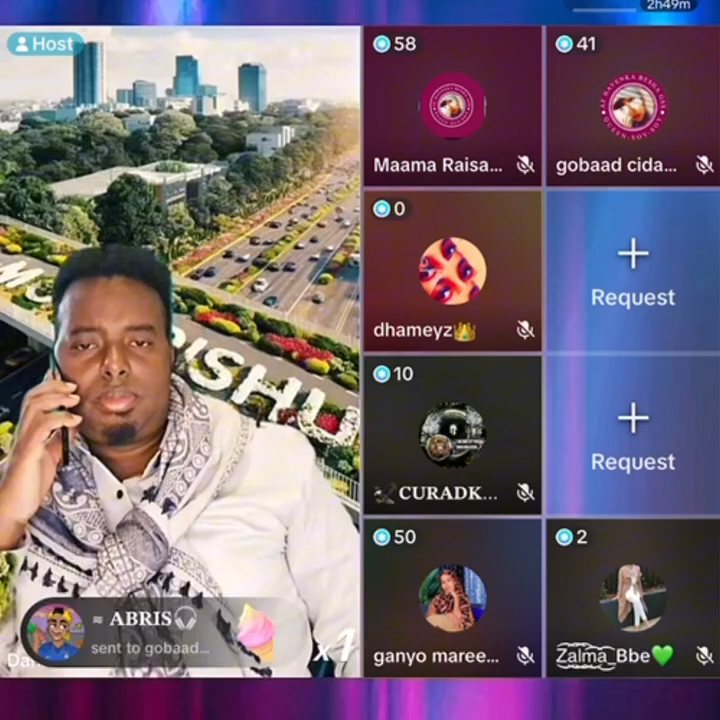 2h49m
Host
58
Maama Raisa...
41
gobaad cida...
0
dhameyz👑
Request
10
CURADK...
Request
50
ganyo maree...
2
Zalma_Bbe💚
≈ ABRIS🎧
sent to gobaad...
x1